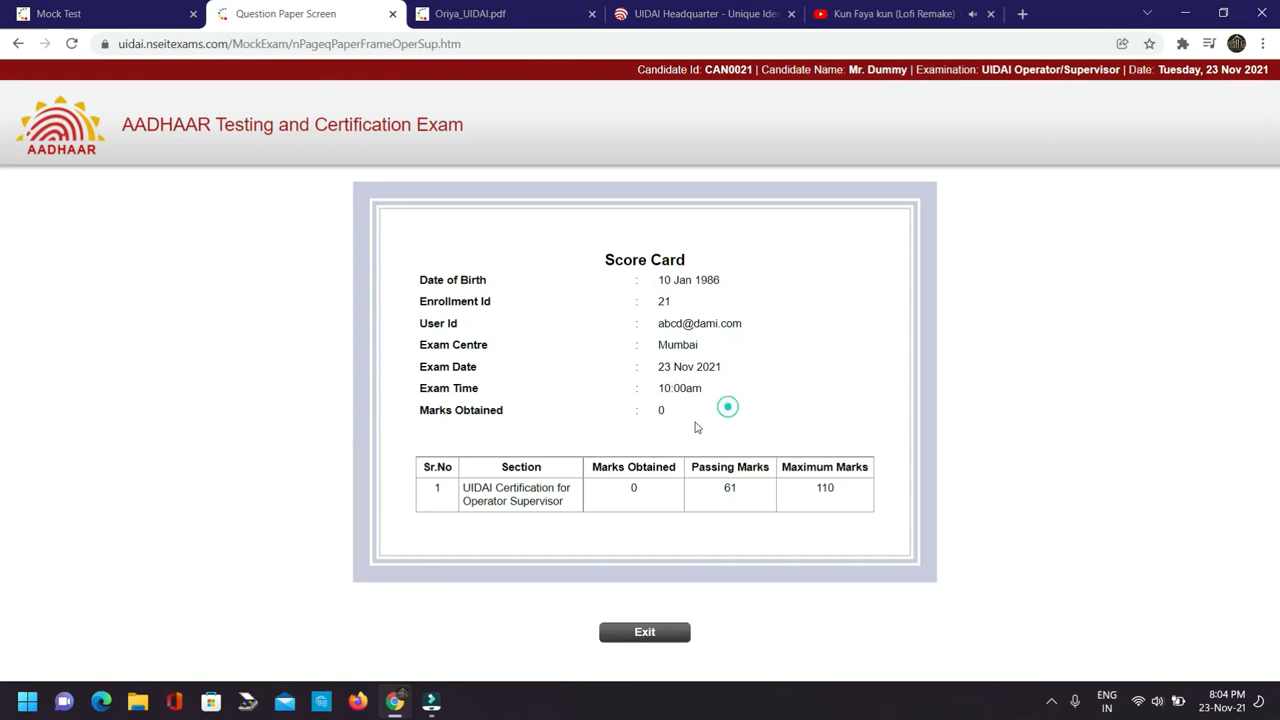 Mock Test
Question Paper Screen
Oriya_UIDAI.pdf
UIDAI Headquarter - Unique Iden
Kun Faya kun (Lofi Remake)
uidai.nseitexams.com/MockExam/nPageqPaperFrameOperSup.htm
Candidate Id: CAN0021 | Candidate Name: Mr. Dummy | Examination: UIDAI Operator/Supervisor | Date: Tuesday, 23 Nov 2021
AADHAAR
AADHAAR Testing and Certification Exam
Score Card
Date of Birth : 10 Jan 1986
Enrollment Id : 21
User Id : abcd@dami.com
Exam Centre : Mumbai
Exam Date : 23 Nov 2021
Exam Time : 10:00am
Marks Obtained : 0
Sr.No Section Marks Obtained Passing Marks Maximum Marks
1 UIDAI Certification for 0 61 110
Operator Supervisor
Exit
ENG 8:04 PM
IN 23-Nov-21